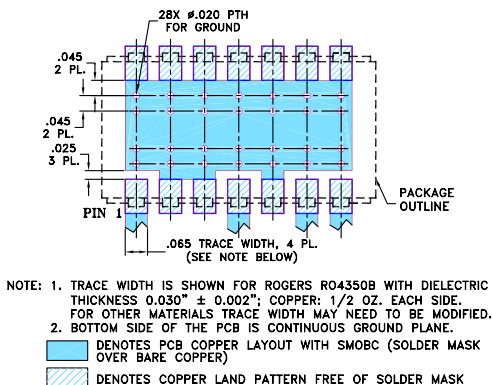 28X ø.020 PTH
FOR GROUND
.045
2 PL.
.045
2 PL.
.025
3 PL.
PIN 1
PACKAGE
OUTLINE
.065 TRACE WIDTH, 4 PL.
(SEE NOTE BELOW)
NOTE: 1. TRACE WIDTH IS SHOWN FOR ROGERS RO4350B WITH DIELECTRIC
THICKNESS 0.030" ± 0.002"; COPPER: 1/2 OZ. EACH SIDE.
FOR OTHER MATERIALS TRACE WIDTH MAY NEED TO BE MODIFIED.
2. BOTTOM SIDE OF THE PCB IS CONTINUOUS GROUND PLANE.
DENOTES PCB COPPER LAYOUT WITH SMOBC (SOLDER MASK
OVER BARE COPPER)
DENOTES COPPER LAND PATTERN FREE OF SOLDER MASK